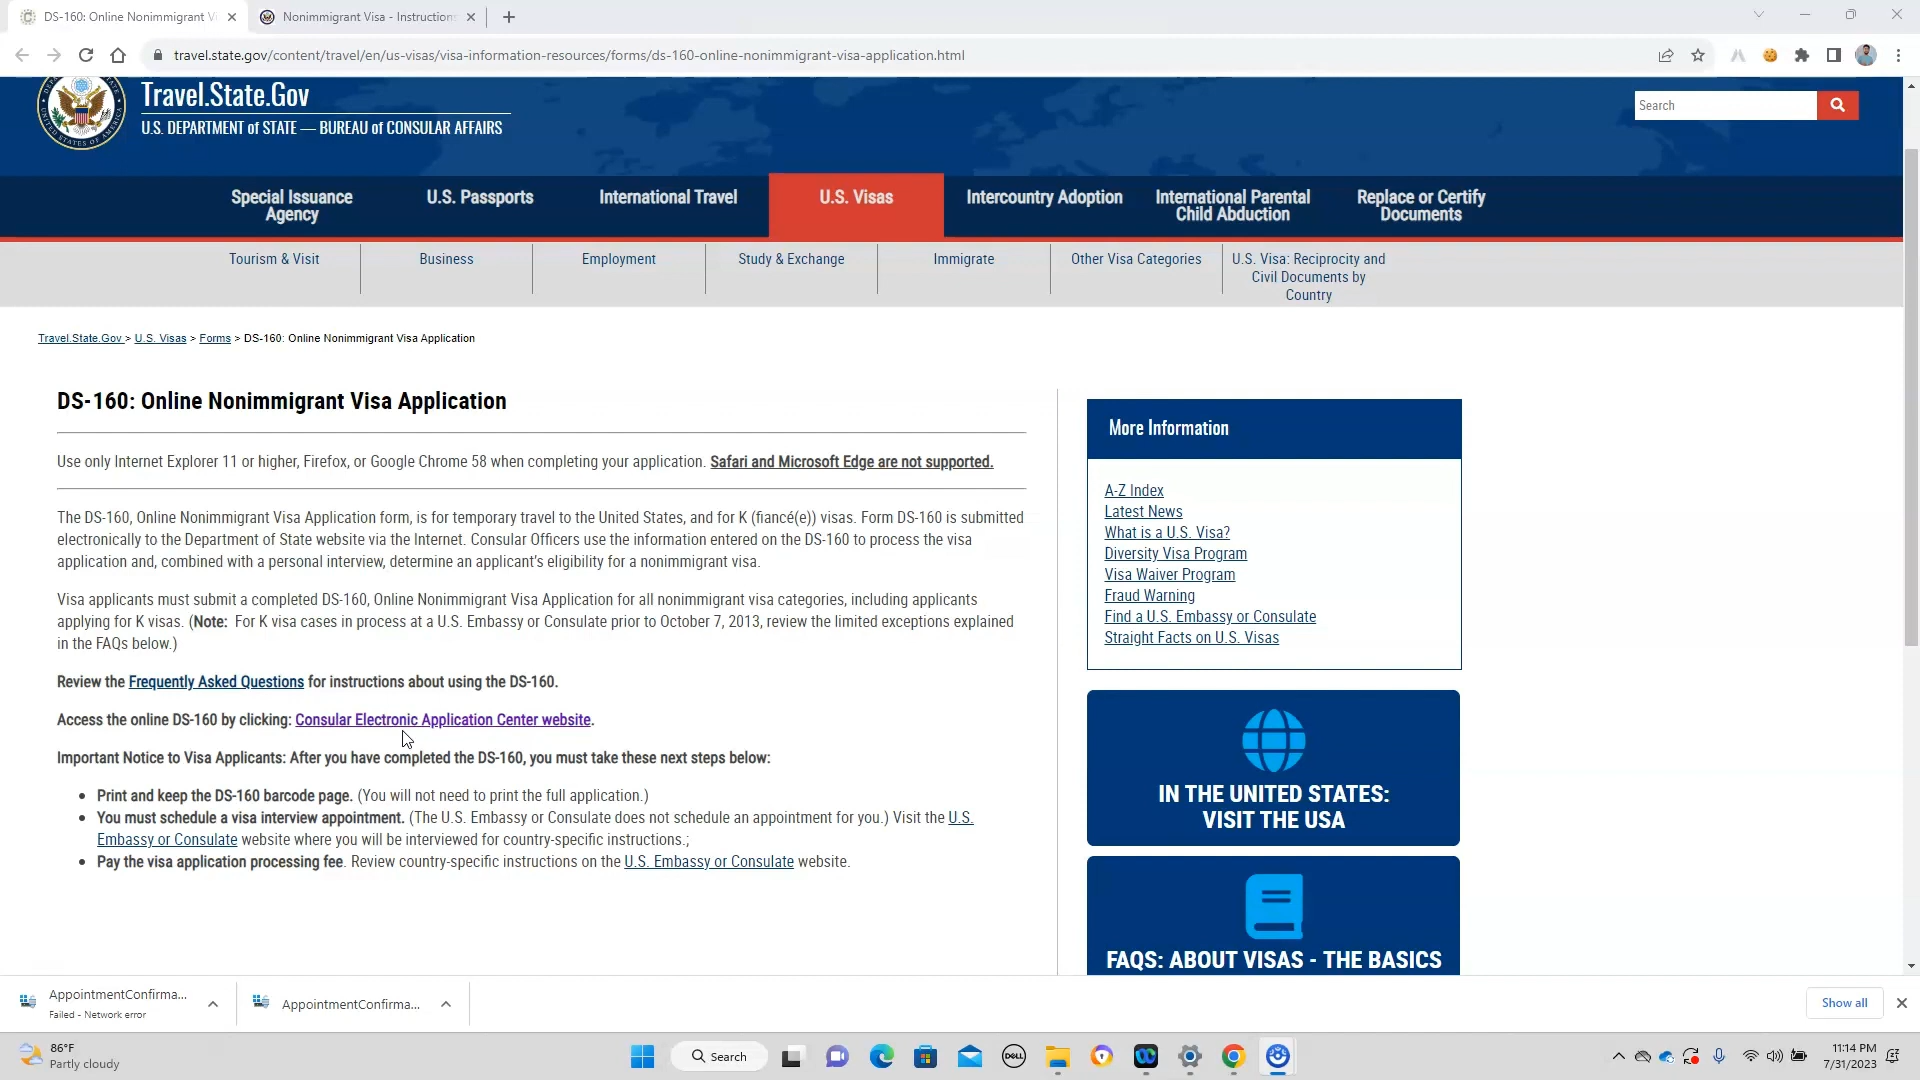 DS-160: Online Nonimmigrant Vi
Nonimmigrant Visa - Instruction
travel.state.gov/content/travel/en/us-visas/visa-information-resources/forms/ds-160-online-nonimmigrant-visa-application.html
Travel.State.Gov
U.S. DEPARTMENT of STATE — BUREAU of CONSULAR AFFAIRS
Search
Special Issuance
Agency
U.S. Passports
International Travel
U.S. Visas
Intercountry Adoption
International Parental
Child Abduction
Replace or Certify
Documents
Tourism & Visit
Business
Employment
Study & Exchange
Immigrate
Other Visa Categories
U.S. Visa: Reciprocity and
Civil Documents by
Country
Travel.State.Gov > U.S. Visas > Forms > DS-160: Online Nonimmigrant Visa Application
DS-160: Online Nonimmigrant Visa Application
Use only Internet Explorer 11 or higher, Firefox, or Google Chrome 58 when completing your application. Safari and Microsoft Edge are not supported.
The DS-160, Online Nonimmigrant Visa Application form, is for temporary travel to the United States, and for K (fiancé(e)) visas. Form DS-160 is submitted
electronically to the Department of State website via the Internet. Consular Officers use the information entered on the DS-160 to process the visa
application and, combined with a personal interview, determine an applicant's eligibility for a nonimmigrant visa.
Visa applicants must submit a completed DS-160, Online Nonimmigrant Visa Application for all nonimmigrant visa categories, including applicants
applying for K visas. (Note: For K visa cases in process at a U.S. Embassy or Consulate prior to October 7, 2013, review the limited exceptions explained
in the FAQs below.)
Review the Frequently Asked Questions for instructions about using the DS-160.
Access the online DS-160 by clicking: Consular Electronic Application Center website.
Important Notice to Visa Applicants: After you have completed the DS-160, you must take these next steps below:
• Print and keep the DS-160 barcode page. (You will not need to print the full application.)
• You must schedule a visa interview appointment. (The U.S. Embassy or Consulate does not schedule an appointment for you.) Visit the U.S.
Embassy or Consulate website where you will be interviewed for country-specific instructions.;
• Pay the visa application processing fee. Review country-specific instructions on the U.S. Embassy or Consulate website.
More Information
A-Z Index
Latest News
What is a U.S. Visa?
Diversity Visa Program
Visa Waiver Program
Fraud Warning
Find a U.S. Embassy or Consulate
Straight Facts on U.S. Visas
IN THE UNITED STATES:
VISIT THE USA
FAQS: ABOUT VISAS - THE BASICS
AppointmentConfirma...
Failed - Network error
AppointmentConfirma...
Show all
86°F
Partly cloudy
Search
DELL
11:14 PM
7/31/2023